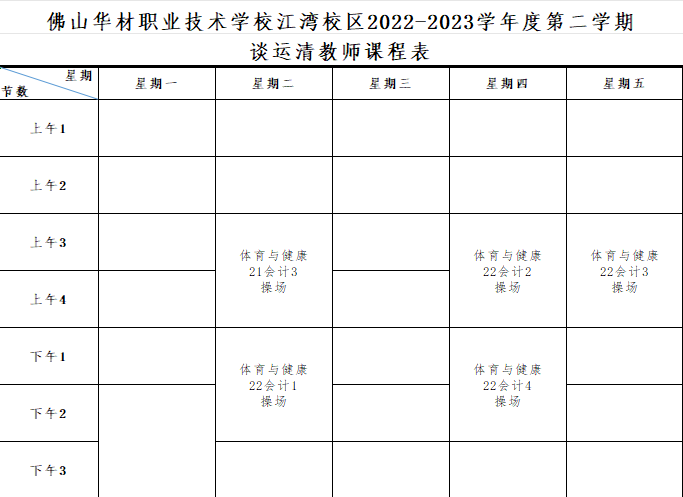 佛山华材职业技术学校江湾校区2022-2023学年度第二学期
谈运清教师课程表
星期
节数
星期一
星期二
星期三
星期四
星期五
上午1
上午2
上午3
体育与健康
21会计3
操场
体育与健康
22会计2
操场
体育与健康
22会计3
操场
上午4
下午1
体育与健康
22会计1
操场
体育与健康
22会计4
操场
下午2
下午3